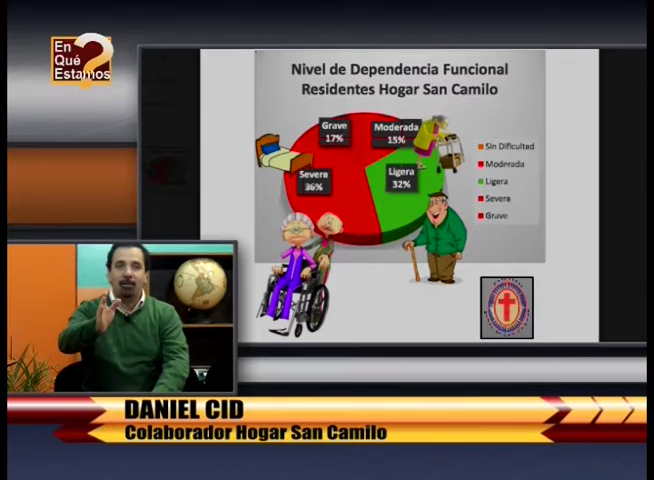 En
Qué
Estamos
?
Nivel de Dependencia Funcional
Residentes Hogar San Camilo
Grave
17%
Moderada
15%
Severa
36%
Ligera
32%
Sin Dificultad
Moderada
Ligera
Severa
Grave
DANIEL CID
Colaborador Hogar San Camilo